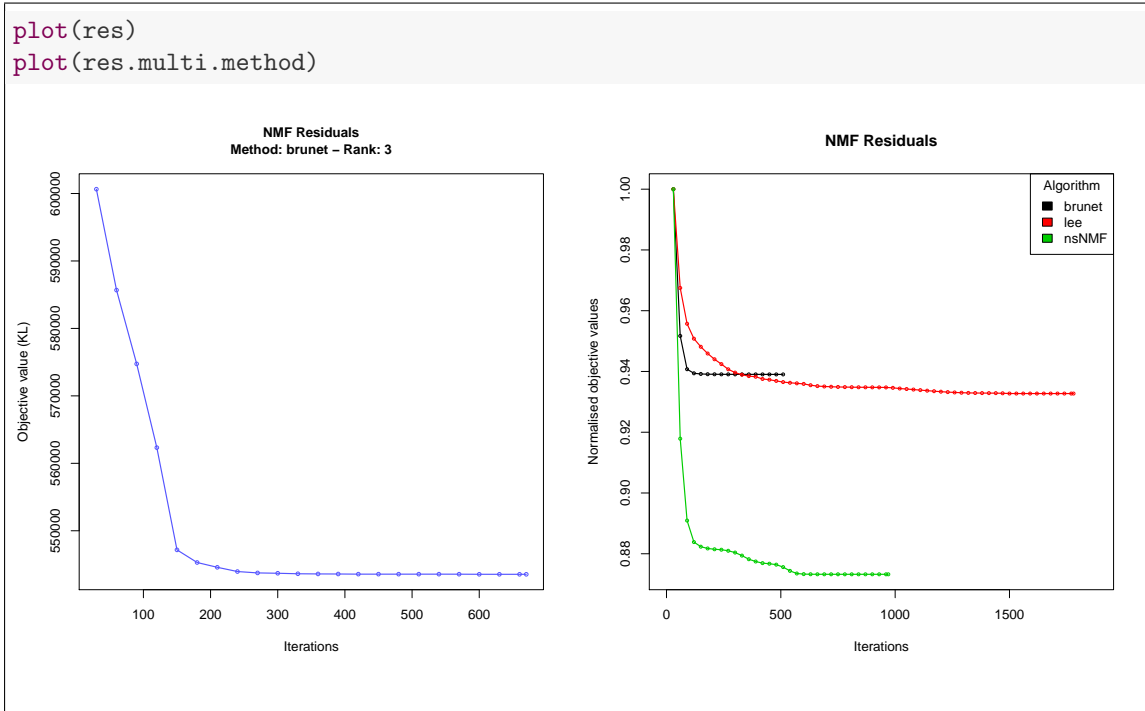 plot(res)
plot(res.multi.method)
NMF Residuals
Method: brunet − Rank: 3
600000
590000
580000
570000
560000
550000
Objective value (KL)
100 200 300 400 500 600
Iterations
NMF Residuals
1.00
0.98
0.96
0.94
0.92
0.90
0.88
Normalised objective values
Algorithm
brunet
lee
nsNMF
0 500 1000 1500
Iterations